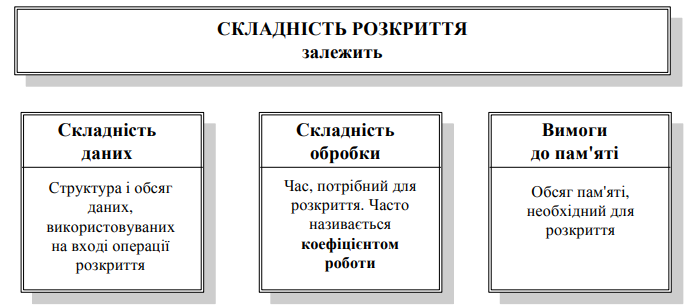 СКЛАДНІСТЬ РОЗКРИТТЯ
залежить
Складність
даних
Структура і обсяг
даних,
використовуваних
на вході операції
розкриття
Складність
обробки
Час, потрібний для
розкриття. Часто
називається
коефіцієнтом
роботи
Вимоги
до пам'яті
Обсяг пам'яті,
необхідний для
розкриття